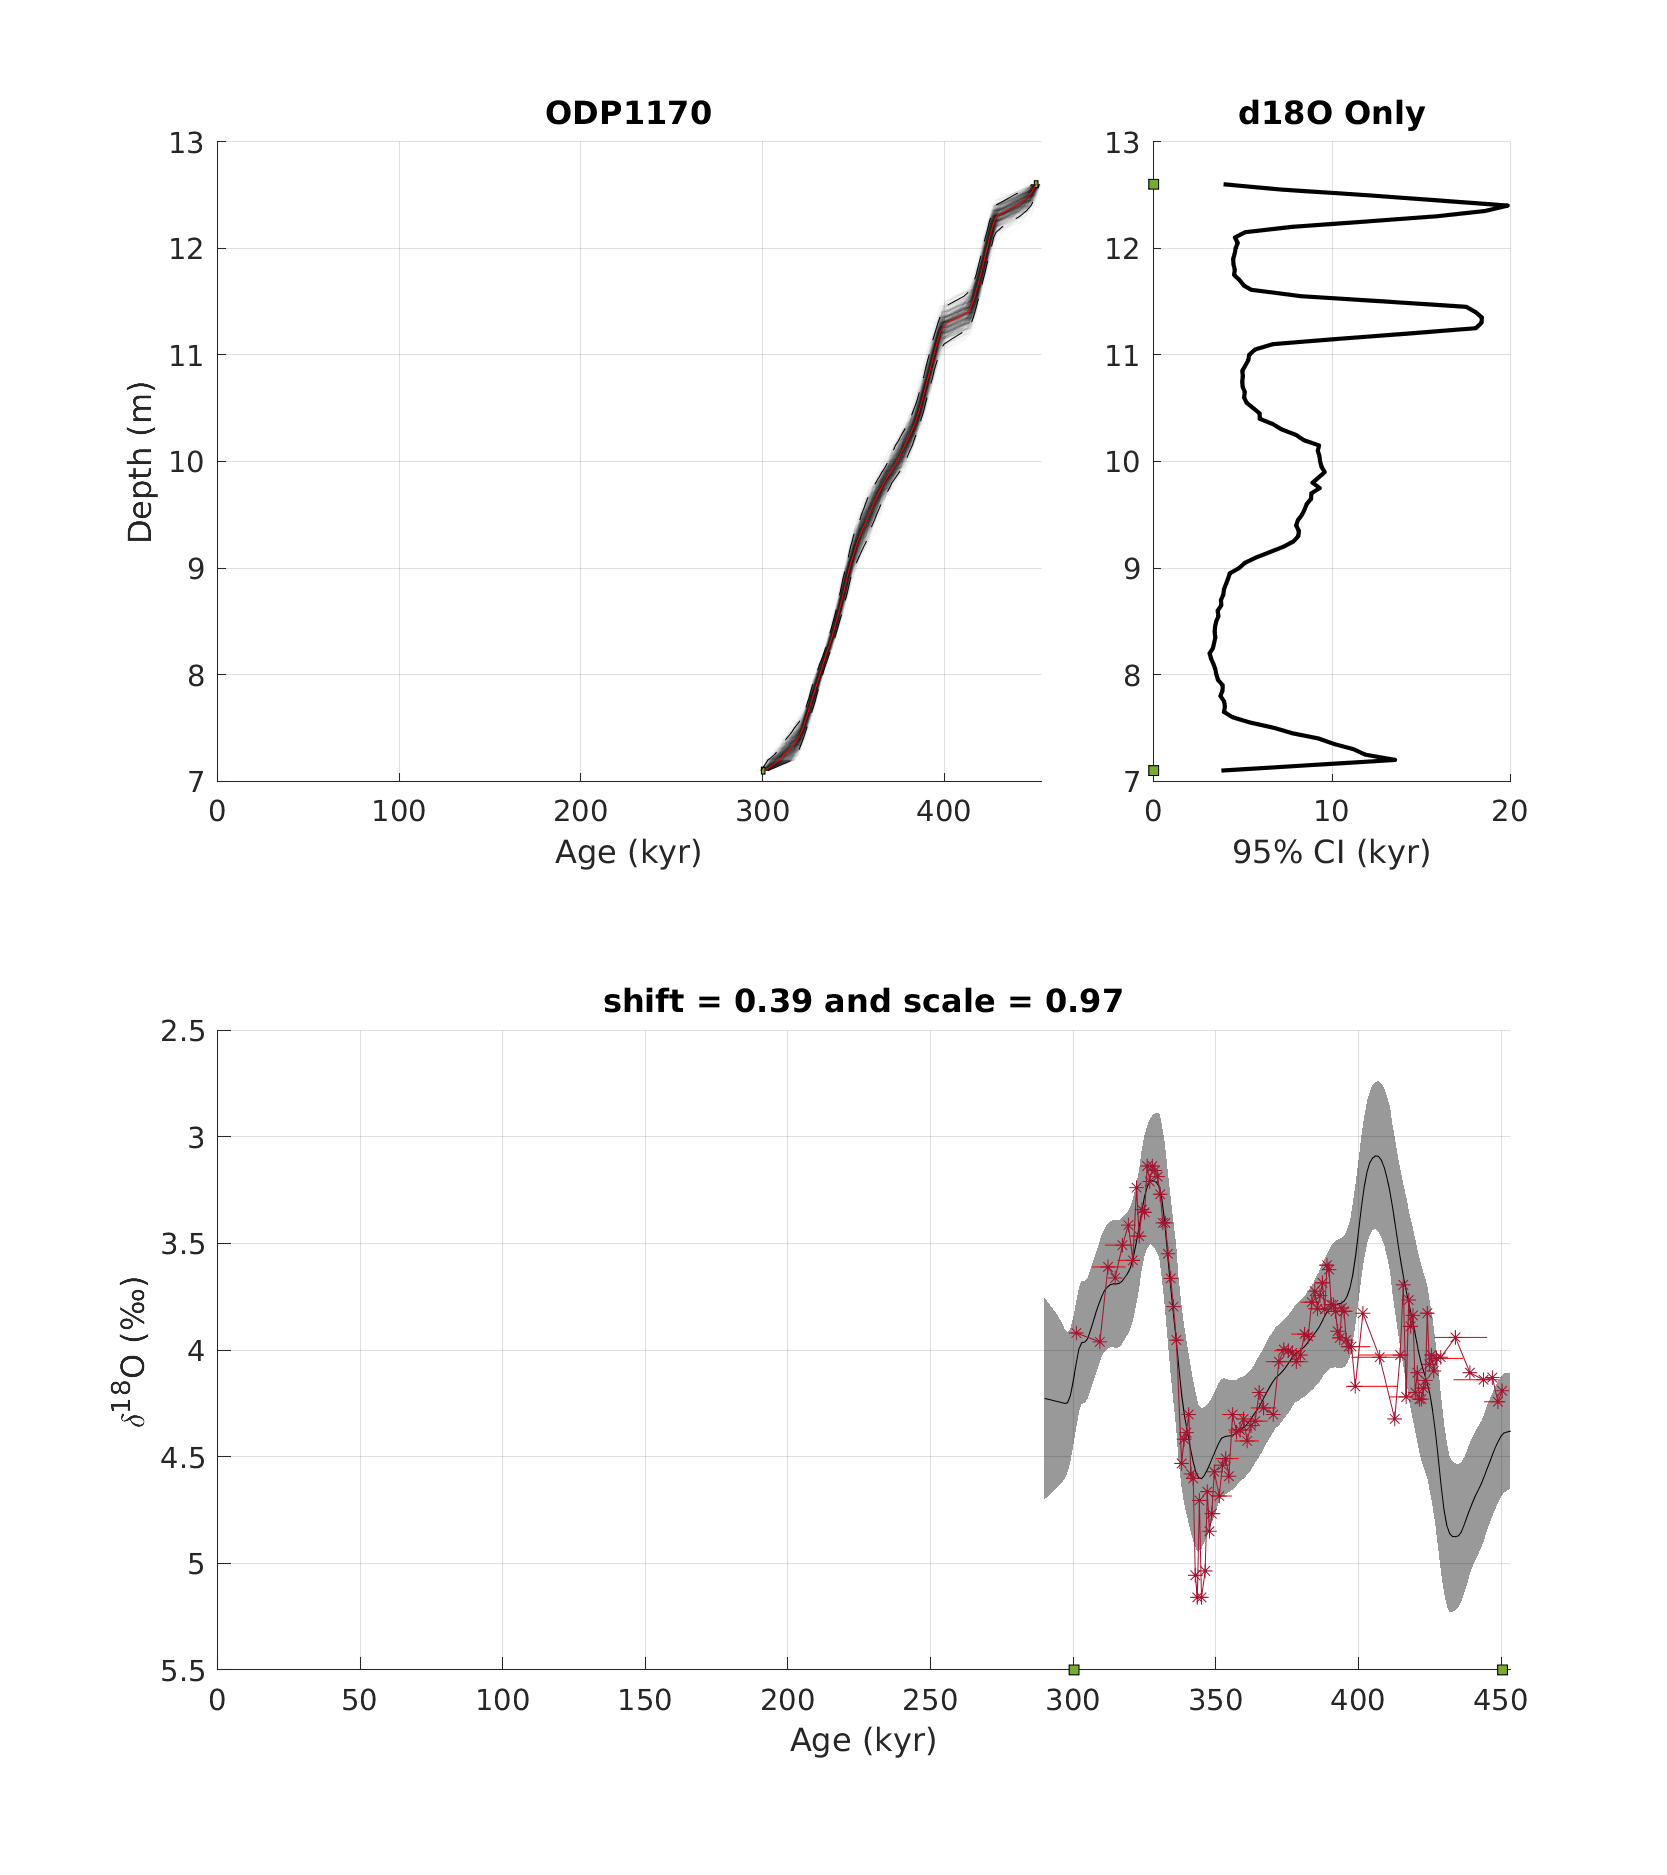 ODP1170
d18O Only
13
12
11
10
9
8
7
Depth (m)
0 100 200 300 400
Age (kyr)
13
12
11
10
9
8
7
0 10 20
95% CI (kyr)
shift = 0.39 and scale = 0.97
2.5
3
3.5
4
4.5
5
5.5
δ18O (‰)
0 50 100 150 200 250 300 350 400 450
Age (kyr)